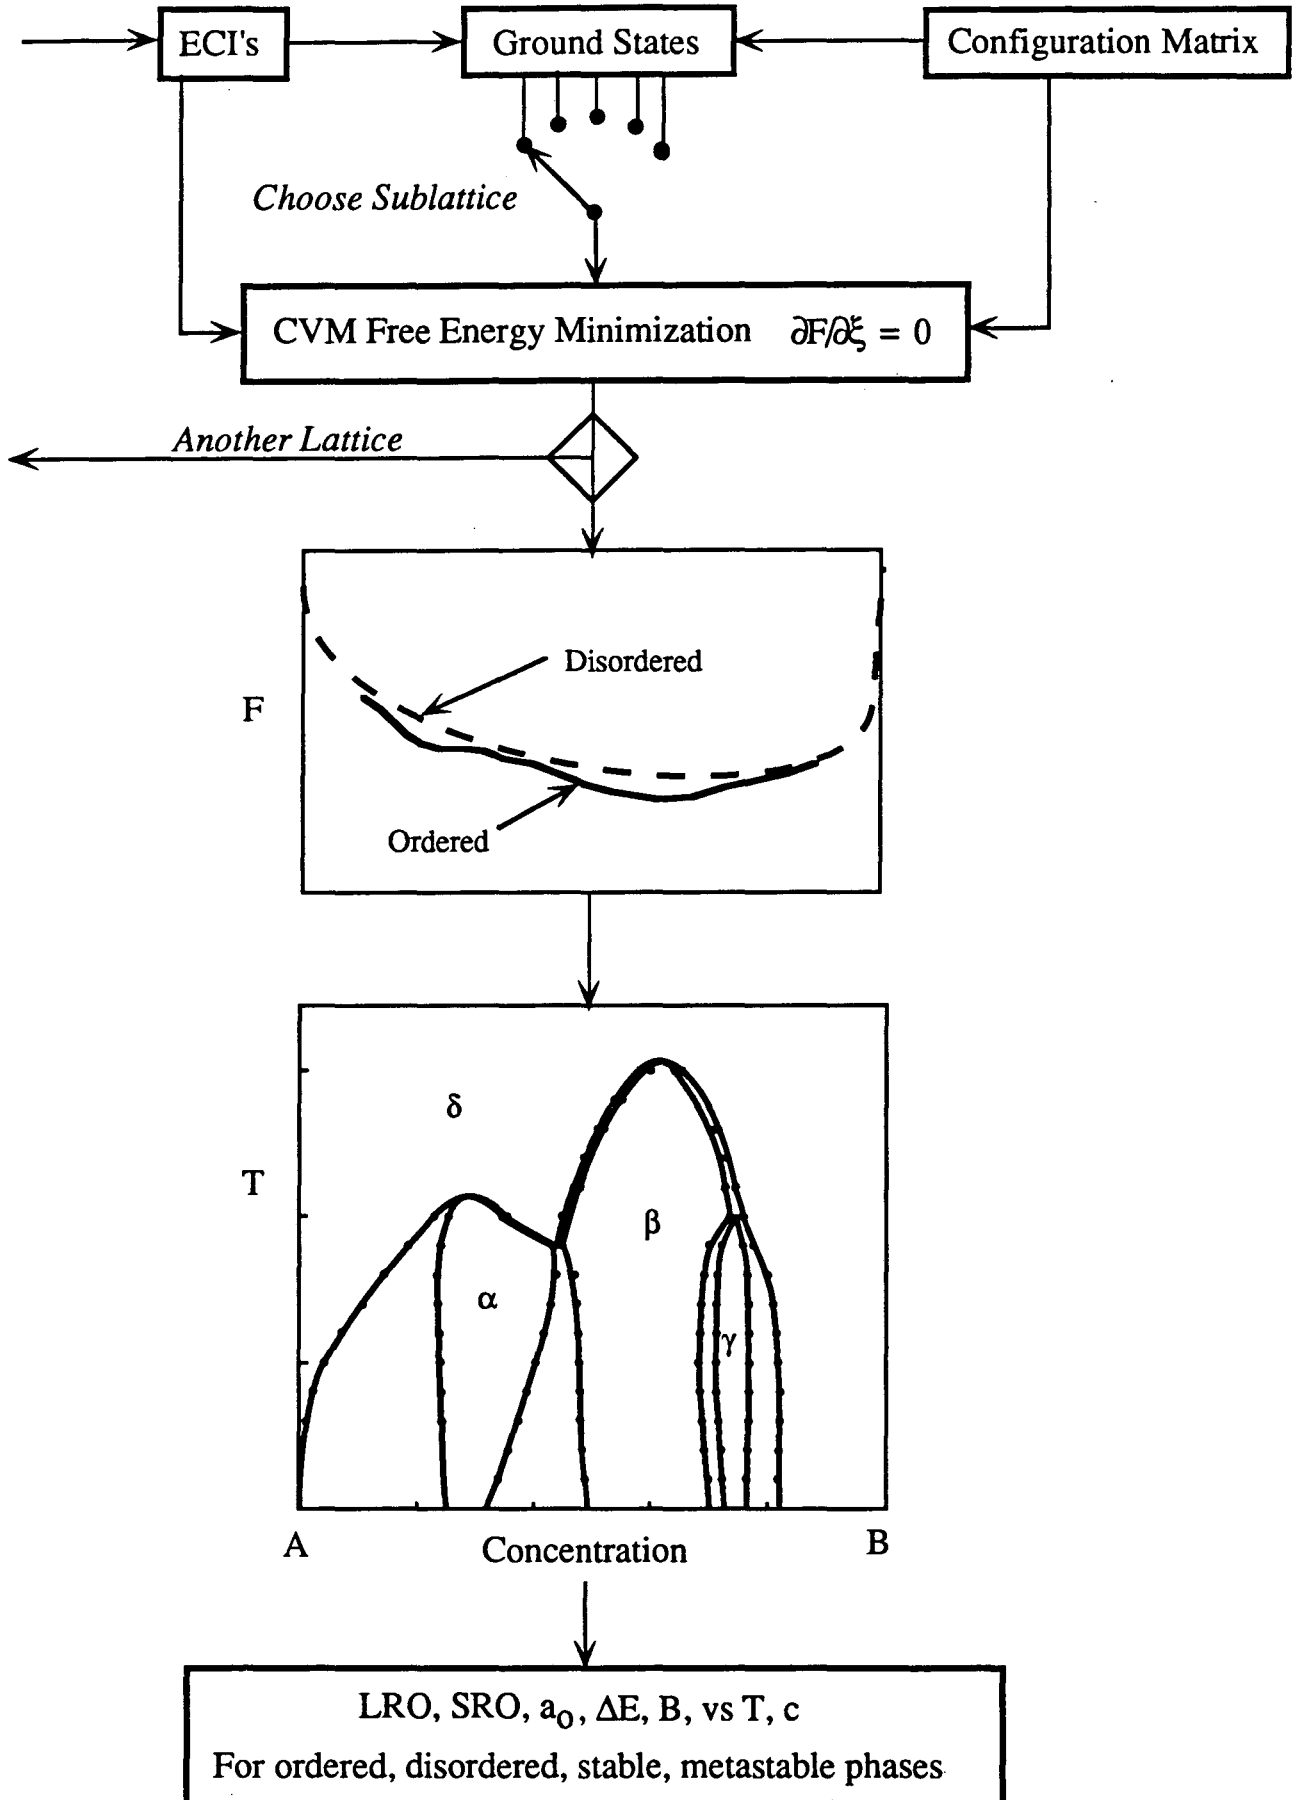 ECI's
Ground States
Configuration Matrix
Choose Sublattice
CVM Free Energy Minimization ∂F/∂ξ = 0
Another Lattice
Disordered
F
Ordered
δ
T
β
α
γ
A
Concentration
B
LRO, SRO, a₀, ΔE, B, vs T, c
For ordered, disordered, stable, metastable phases